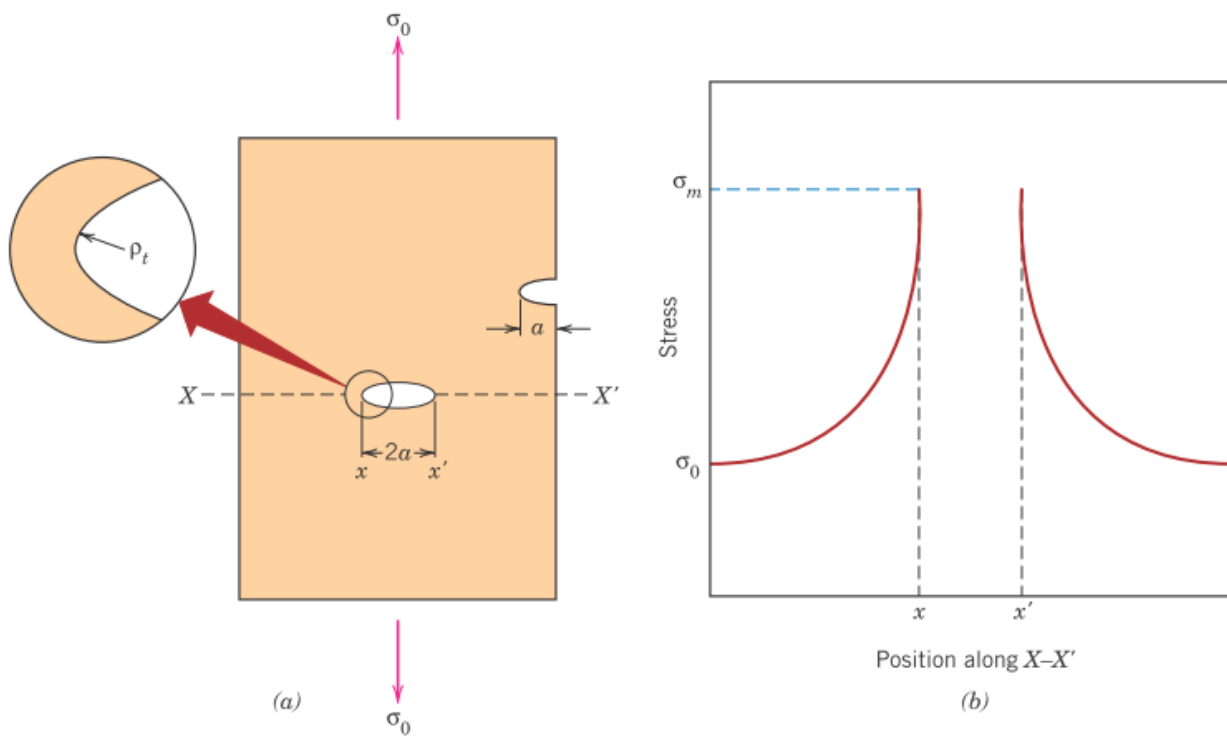 σ₀
ρₜ
a
X
X′
2a
x
x′
σ₀
(a)
σₘ
Stress
σ₀
x
x′
Position along X–X′
(b)